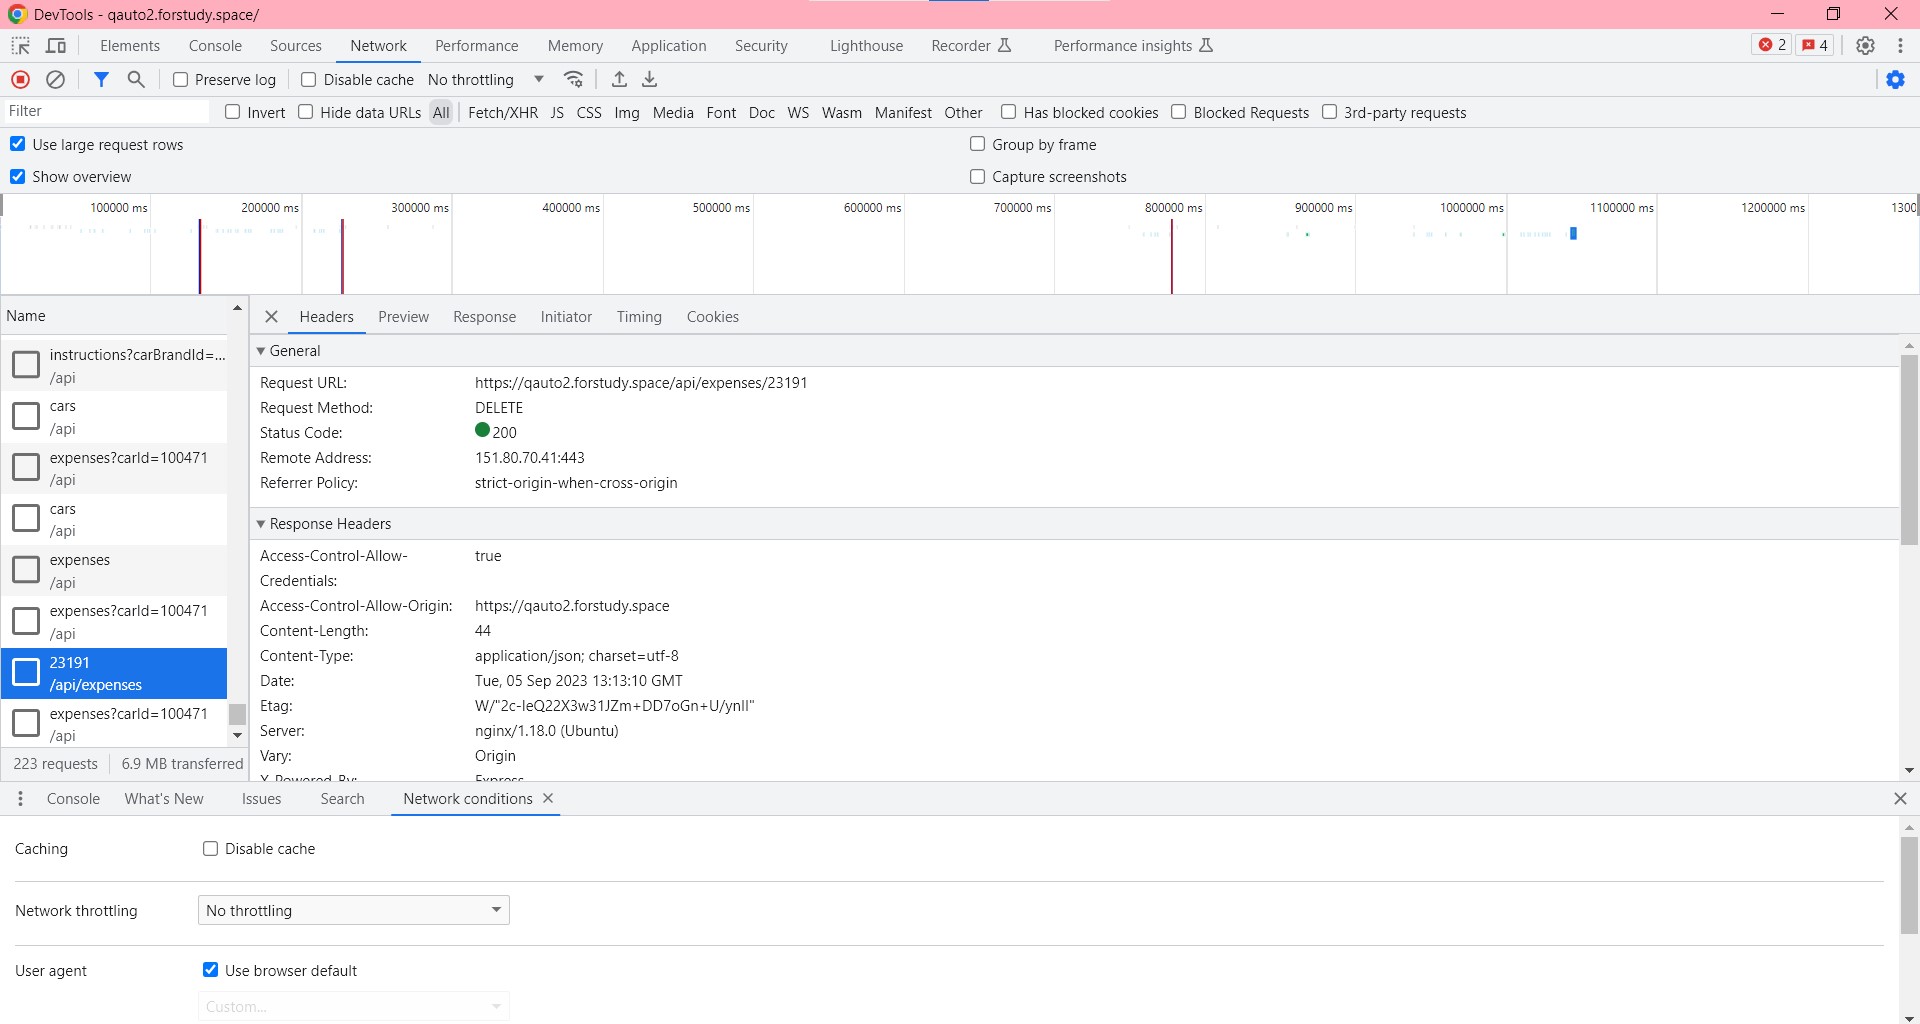 DevTools - qauto2.forstudy.space/
Elements Console Sources Network Performance Memory Application Security Lighthouse Recorder Performance insights 2 4
Preserve log Disable cache No throttling
Filter Invert Hide data URLs All Fetch/XHR JS CSS Img Media Font Doc WS Wasm Manifest Other Has blocked cookies Blocked Requests 3rd-party requests
Use large request rows Group by frame
Show overview Capture screenshots
100000 ms 200000 ms 300000 ms 400000 ms 500000 ms 600000 ms 700000 ms 800000 ms 900000 ms 1000000 ms 1100000 ms 1200000 ms 1300
Name
instructions?carBrandId=...
/api
cars
/api
expenses?carId=100471
/api
cars
/api
expenses
/api
expenses?carId=100471
/api
23191
/api/expenses
expenses?carId=100471
/api
223 requests 6.9 MB transferred
Headers Preview Response Initiator Timing Cookies
General
Request URL: https://qauto2.forstudy.space/api/expenses/23191
Request Method: DELETE
Status Code: 200
Remote Address: 151.80.70.41:443
Referrer Policy: strict-origin-when-cross-origin
Response Headers
Access-Control-Allow- true
Credentials:
Access-Control-Allow-Origin: https://qauto2.forstudy.space
Content-Length: 44
Content-Type: application/json; charset=utf-8
Date: Tue, 05 Sep 2023 13:13:10 GMT
Etag: W/"2c-leQ22X3w31JZm+DD7oGn+U/ynlI"
Server: nginx/1.18.0 (Ubuntu)
Vary: Origin
X-Powered-By: Express
Console What's New Issues Search Network conditions
Caching Disable cache
Network throttling No throttling
User agent Use browser default
Custom...